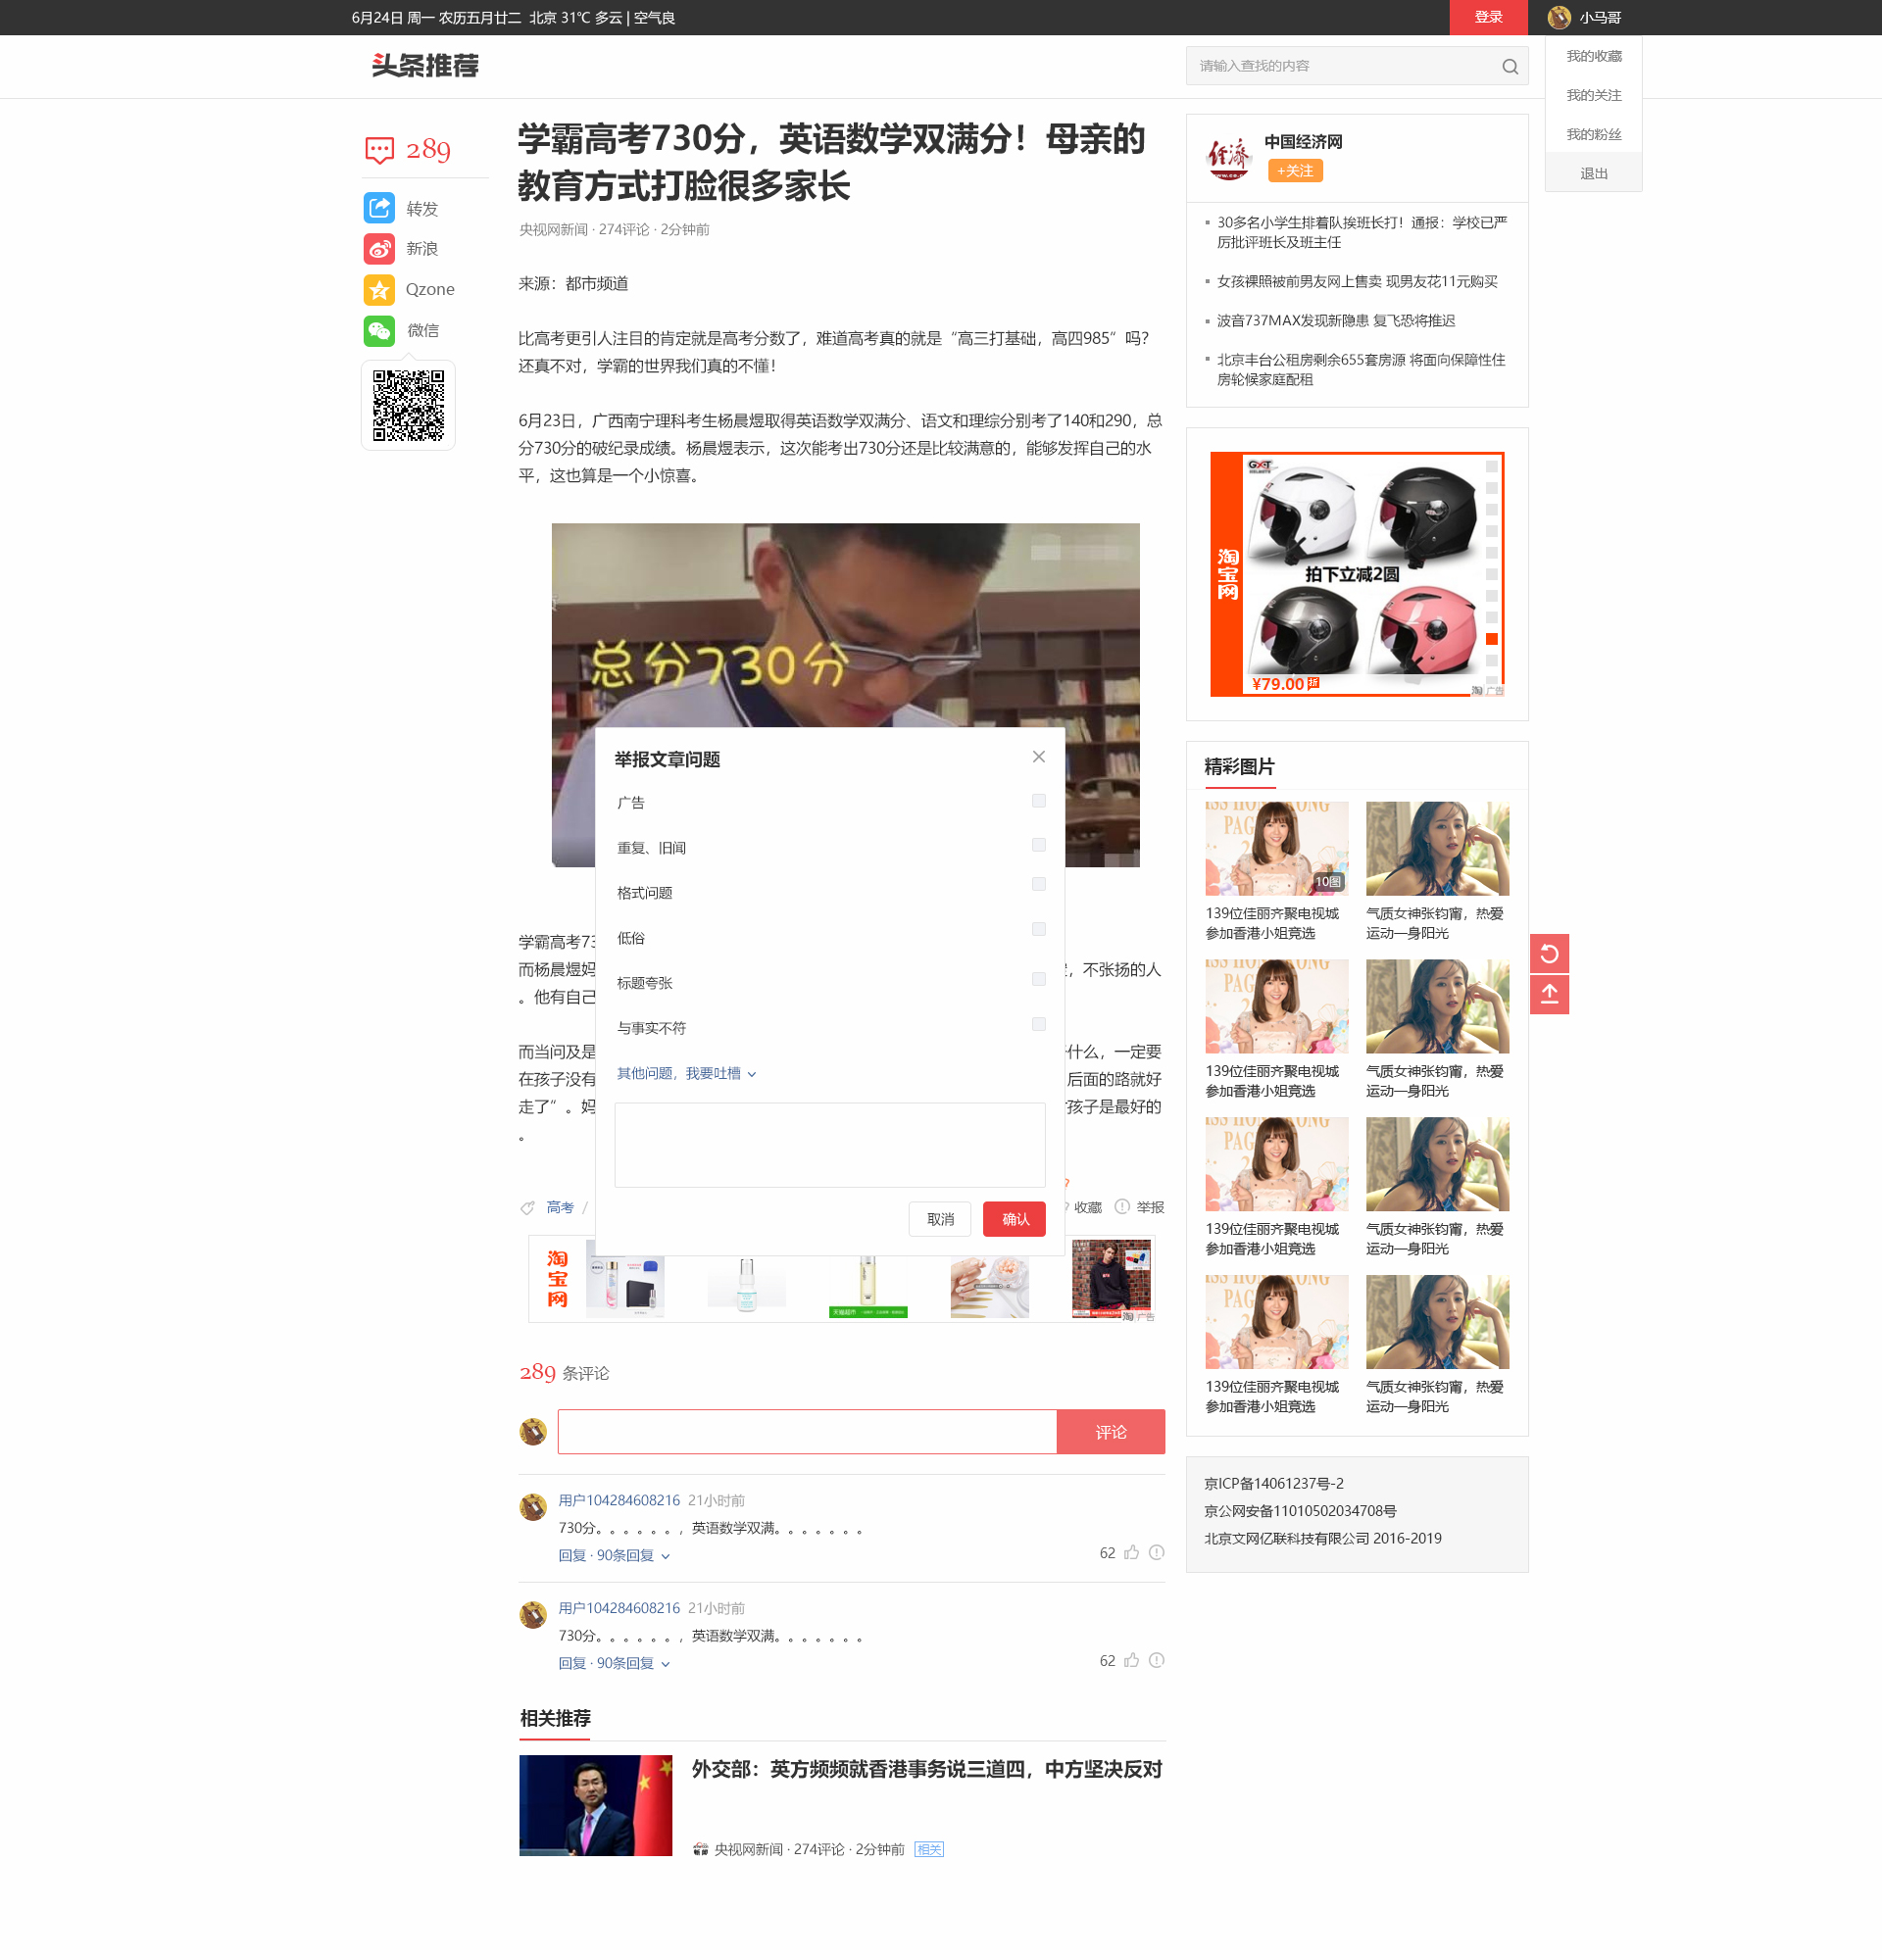 6月24日 周一 农历五月廿二 北京 31℃ 多云 | 空气良
登录
小马哥
头条推荐
请输入查找的内容
我的收藏
我的关注
我的粉丝
退出
289
转发
新浪
Qzone
微信
学霸高考730分，英语数学双满分！母亲的
教育方式打脸很多家长
央视网新闻 · 274评论 · 2分钟前
来源：都市频道
比高考更引人注目的肯定就是高考分数了，难道高考真的就是“高三打基础，高四985”吗？
还真不对，学霸的世界我们真的不懂！
6月23日，广西南宁理科考生杨晨煜取得英语数学双满分、语文和理综分别考了140和290，总
分730分的破纪录成绩。杨晨煜表示，这次能考出730分还是比较满意的，能够发挥自己的水
平，这也算是一个小惊喜。
总分730分
举报文章问题
广告
重复、旧闻
格式问题
低俗
标题夸张
与事实不符
其他问题，我要吐槽
取消
确认
学霸高考73
而杨晨煜妈
，不张扬的人
。他有自己
而当问及是
什么，一定要
在孩子没有
后面的路就好
走了”。妈
孩子是最好的
。
高考 /
收藏
举报
淘宝网
天猫超市
淘 广告
289 条评论
评论
用户104284608216 21小时前
730分。。。。。。，英语数学双满。。。。。。。
回复 · 90条回复
62
用户104284608216 21小时前
730分。。。。。。，英语数学双满。。。。。。。
回复 · 90条回复
62
相关推荐
外交部：英方频频就香港事务说三道四，中方坚决反对
央视网新闻 · 274评论 · 2分钟前 相关
经济
中国经济网
+关注
30多名小学生排着队挨班长打！通报：学校已严
厉批评班长及班主任
女孩裸照被前男友网上售卖 现男友花11元购买
波音737MAX发现新隐患 复飞恐将推迟
北京丰台公租房剩余655套房源 将面向保障性住
房轮候家庭配租
GXT
淘宝网
拍下立减2圆
¥79.00 折
淘 广告
精彩图片
10图
139位佳丽齐聚电视城
参加香港小姐竞选
气质女神张钧甯，热爱
运动一身阳光
139位佳丽齐聚电视城
参加香港小姐竞选
气质女神张钧甯，热爱
运动一身阳光
139位佳丽齐聚电视城
参加香港小姐竞选
气质女神张钧甯，热爱
运动一身阳光
139位佳丽齐聚电视城
参加香港小姐竞选
气质女神张钧甯，热爱
运动一身阳光
京ICP备14061237号-2
京公网安备11010502034708号
北京文网亿联科技有限公司 2016-2019